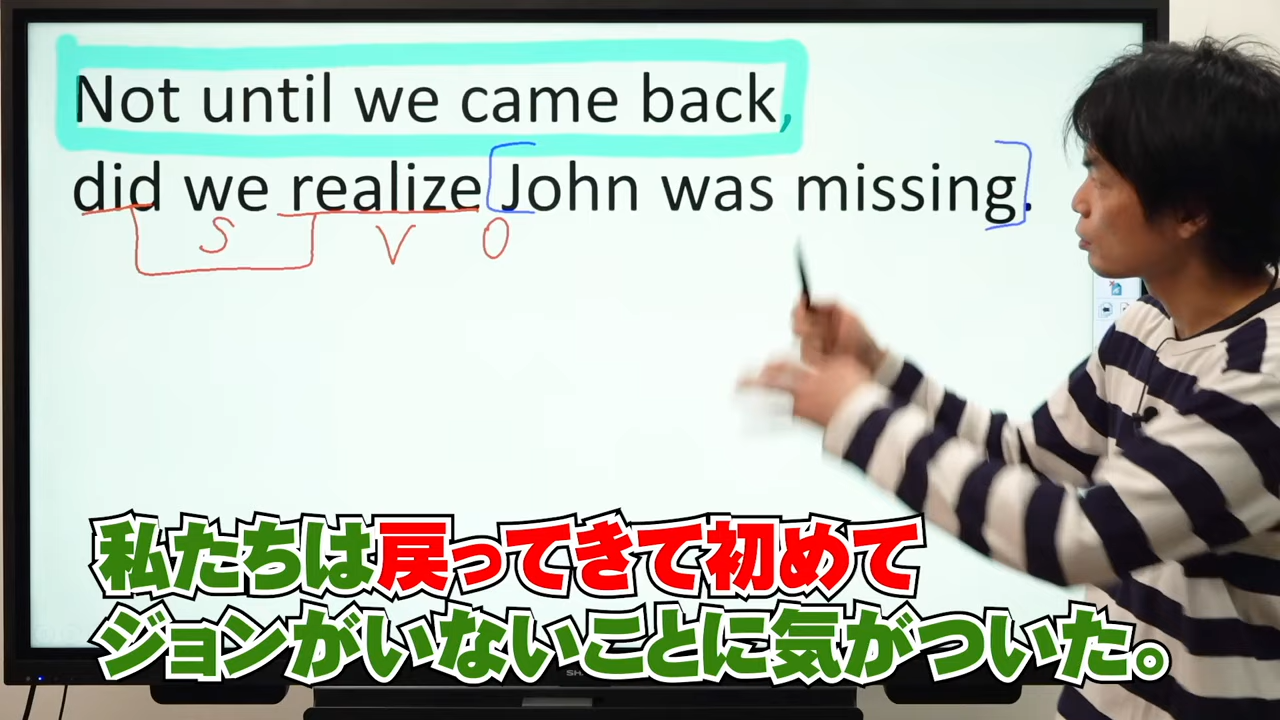 Not until we came back,
did we realize John was missing.
S V O
私たちは戻ってきて初めて
ジョンがいないことに気がついた。